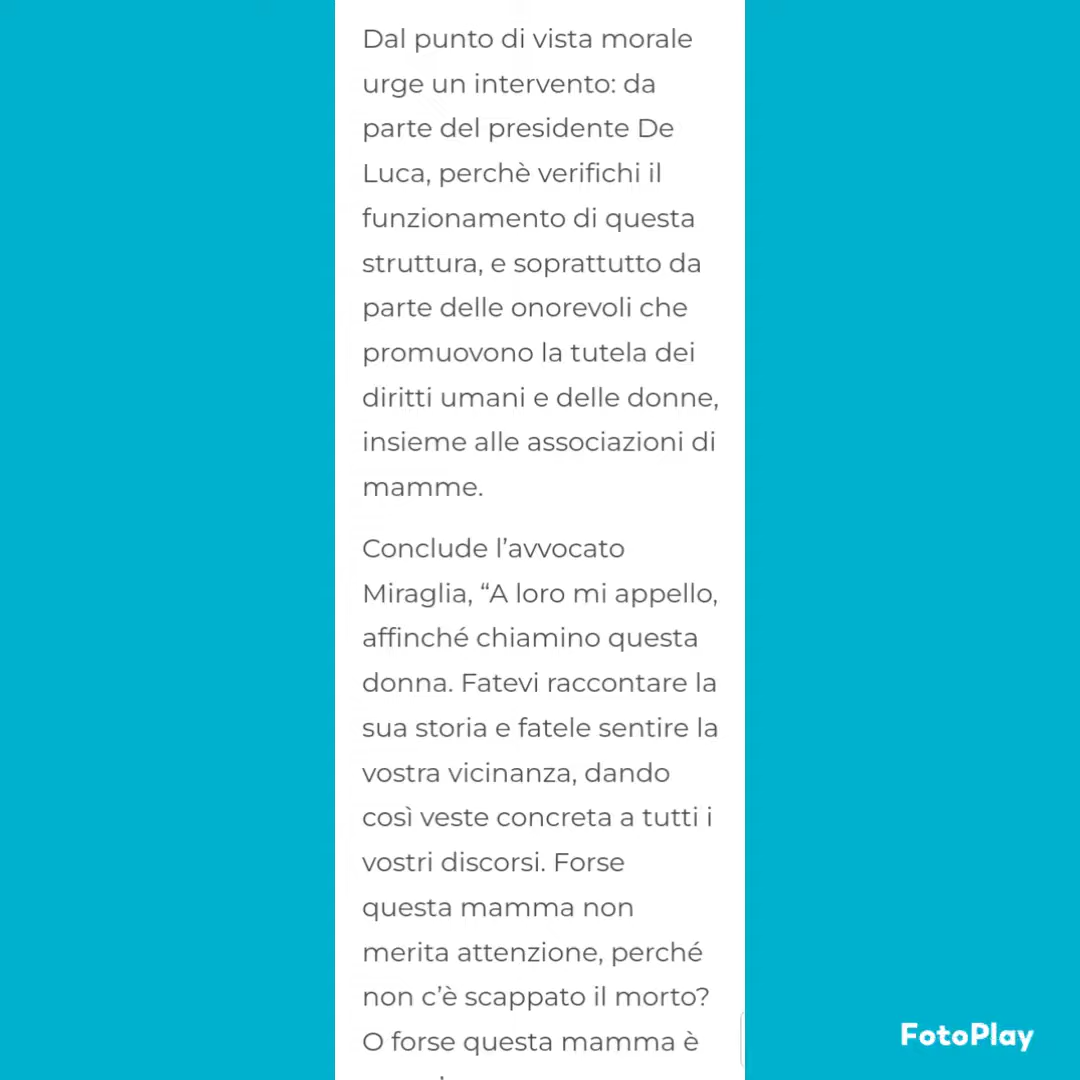 Dal punto di vista morale
urge un intervento: da
parte del presidente De
Luca, perchè verifichi il
funzionamento di questa
struttura, e soprattutto da
parte delle onorevoli che
promuovono la tutela dei
diritti umani e delle donne,
insieme alle associazioni di
mamme.
Conclude l’avvocato
Miraglia, “A loro mi appello,
affinché chiamino questa
donna. Fatevi raccontare la
sua storia e fatele sentire la
vostra vicinanza, dando
così veste concreta a tutti i
vostri discorsi. Forse
questa mamma non
merita attenzione, perché
non c’è scappato il morto?
O forse questa mamma è
FotoPlay